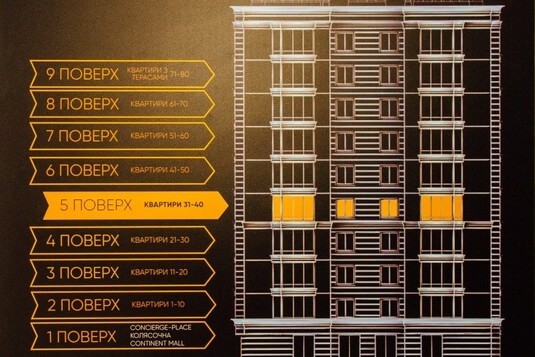 9 ПОВЕРХ
КВАРТИРИ З
ТЕРАСАМИ 71-80
8 ПОВЕРХ КВАРТИРИ 61-70
7 ПОВЕРХ КВАРТИРИ 51-60
6 ПОВЕРХ КВАРТИРИ 41-50
5 ПОВЕРХ КВАРТИРИ 31-40
4 ПОВЕРХ КВАРТИРИ 21-30
3 ПОВЕРХ КВАРТИРИ 11-20
2 ПОВЕРХ КВАРТИРИ 1-10
1 ПОВЕРХ
CONCIERGE-PLACE
КОЛЯСОЧНА
CONTINENT MALL